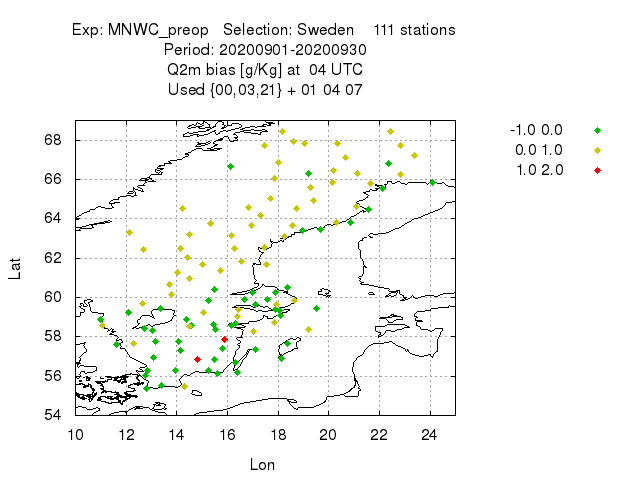 Exp: MNWC_preop   Selection: Sweden    111 stations
Period: 20200901-20200930
Q2m bias [g/Kg] at  04 UTC
Used {00,03,21} + 01 04 07
-1.0 0.0
0.0 1.0
1.0 2.0
68
66
64
62
60
58
56
54
Lat
10 12 14 16 18 20 22 24
Lon